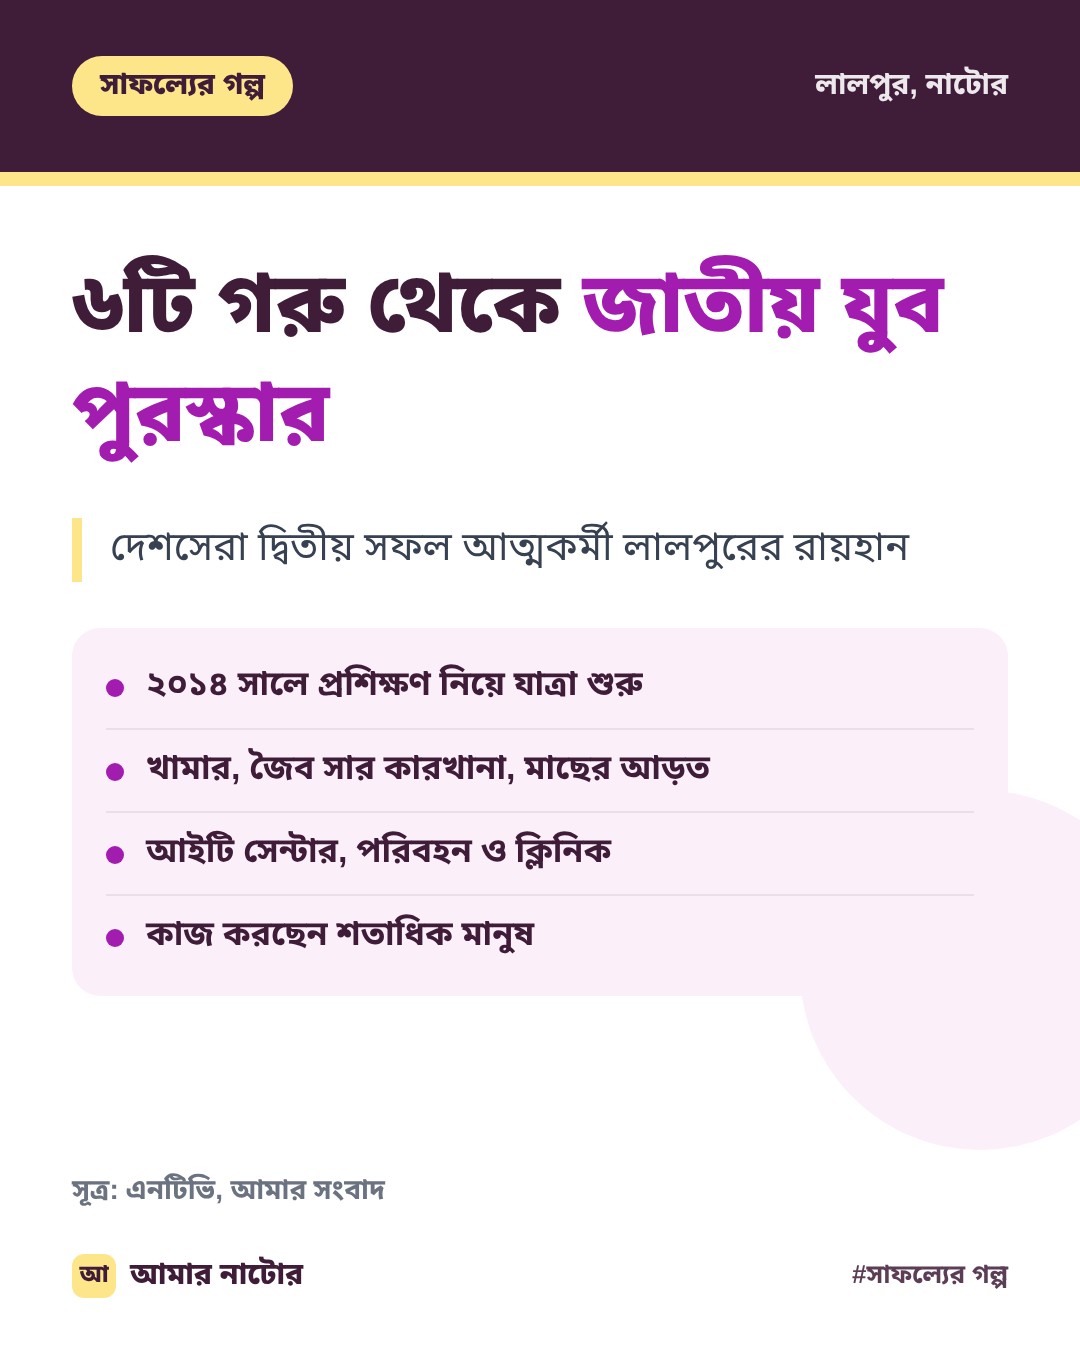 সাফল্যের গল্প
লালপুর, নাটোর
৬টি গরু থেকে জাতীয় যুব
পুরস্কার
দেশসেরা দ্বিতীয় সফল আত্মকর্মী লালপুরের রায়হান
২০১৪ সালে প্রশিক্ষণ নিয়ে যাত্রা শুরু
খামার, জৈব সার কারখানা, মাছের আড়ত
আইটি সেন্টার, পরিবহন ও ক্লিনিক
কাজ করছেন শতাধিক মানুষ
সূত্র: এনটিভি, আমার সংবাদ
আ আমার নাটোর
#সাফল্যের গল্প